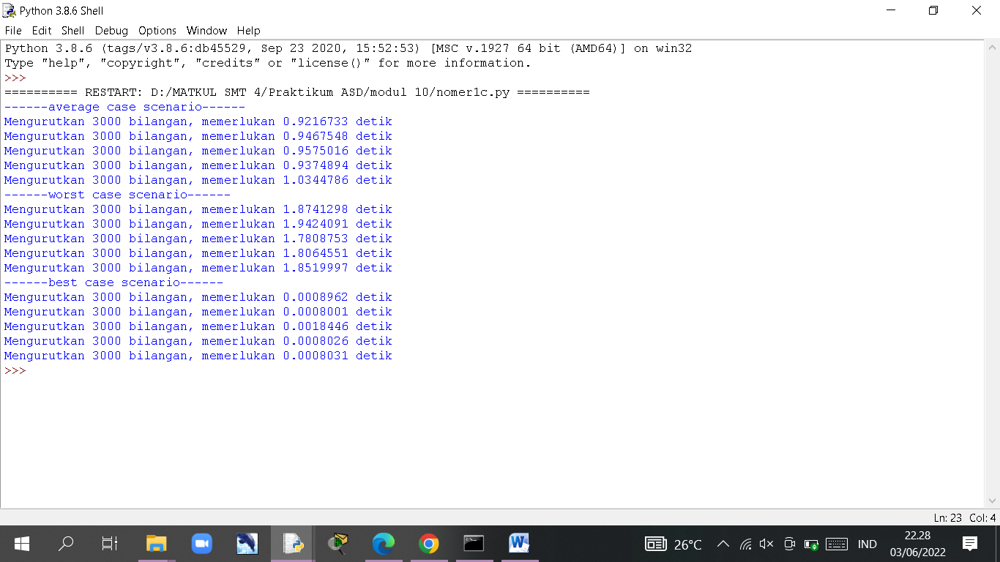 Python 3.8.6 Shell
File Edit Shell Debug Options Window Help
Python 3.8.6 (tags/v3.8.6:db45529, Sep 23 2020, 15:52:53) [MSC v.1927 64 bit (AMD64)] on win32
Type "help", "copyright", "credits" or "license()" for more information.
>>>
========== RESTART: D:/MATKUL SMT 4/Praktikum ASD/modul 10/nomer1c.py ==========
------average case scenario------
Mengurutkan 3000 bilangan, memerlukan 0.9216733 detik
Mengurutkan 3000 bilangan, memerlukan 0.9467548 detik
Mengurutkan 3000 bilangan, memerlukan 0.9575016 detik
Mengurutkan 3000 bilangan, memerlukan 0.9374894 detik
Mengurutkan 3000 bilangan, memerlukan 1.0344786 detik
------worst case scenario------
Mengurutkan 3000 bilangan, memerlukan 1.8741298 detik
Mengurutkan 3000 bilangan, memerlukan 1.9424091 detik
Mengurutkan 3000 bilangan, memerlukan 1.7808753 detik
Mengurutkan 3000 bilangan, memerlukan 1.8064551 detik
Mengurutkan 3000 bilangan, memerlukan 1.8519997 detik
------best case scenario------
Mengurutkan 3000 bilangan, memerlukan 0.0008962 detik
Mengurutkan 3000 bilangan, memerlukan 0.0008001 detik
Mengurutkan 3000 bilangan, memerlukan 0.0018446 detik
Mengurutkan 3000 bilangan, memerlukan 0.0008026 detik
Mengurutkan 3000 bilangan, memerlukan 0.0008031 detik
>>>
Ln: 23 Col: 4
26°C
IND
22.28
03/06/2022